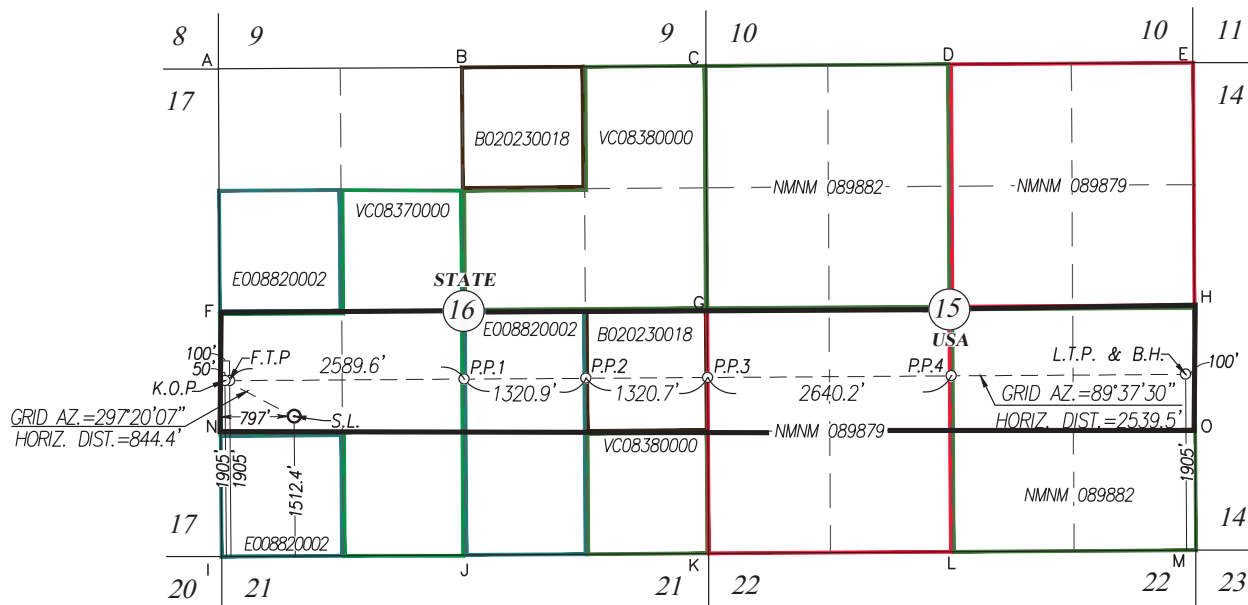 8 9 9 10 10 11
A B C D E
17 14
B020230018 VC08380000
NMNM 089882 NMNM 089879
VC08370000
E008820002
STATE
F 16 G 15 H
E008820002 B020230018
USA
100'
50'
F.T.P 2589.6' P.P.1 P.P.2 P.P.3 P.P.4 L.T.P. & B.H. 100'
K.O.P 1320.9' 1320.7' 2640.2'
GRID AZ.=297°20'07" GRID AZ.=89°37'30"
HORIZ. DIST.=844.4' 797' S.L. HORIZ. DIST.=2539.5'
N NMNM 089879 O
VC08380000
1905' 1905' 1512.4' 1905'
NMNM 089882
17 E008820002 14
I J K L M
20 21 21 22 22 23